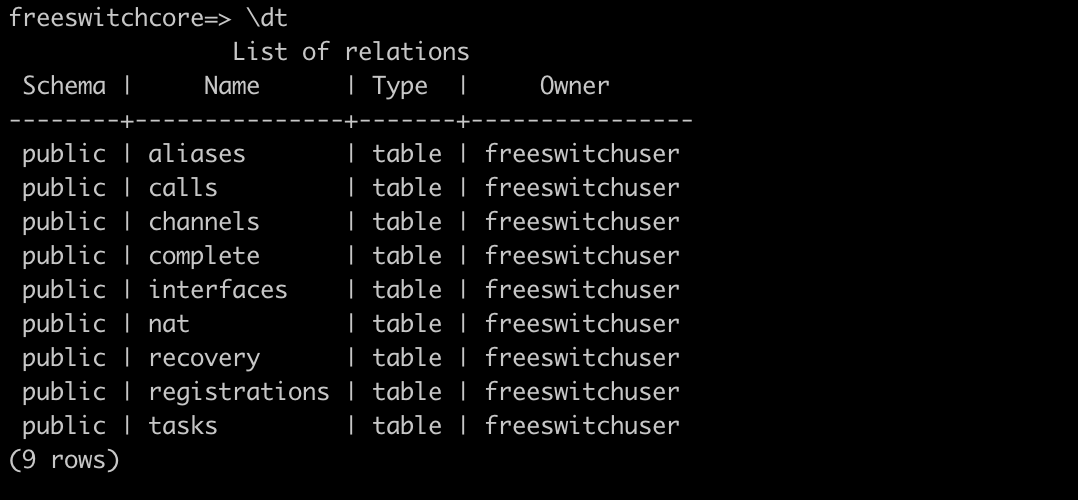 freeswitchcore=> \dt
              List of relations
 Schema |     Name      | Type  |     Owner
--------+---------------+-------+----------------
 public | aliases       | table | freeswitchuser
 public | calls         | table | freeswitchuser
 public | channels      | table | freeswitchuser
 public | complete      | table | freeswitchuser
 public | interfaces    | table | freeswitchuser
 public | nat           | table | freeswitchuser
 public | recovery      | table | freeswitchuser
 public | registrations | table | freeswitchuser
 public | tasks         | table | freeswitchuser
(9 rows)